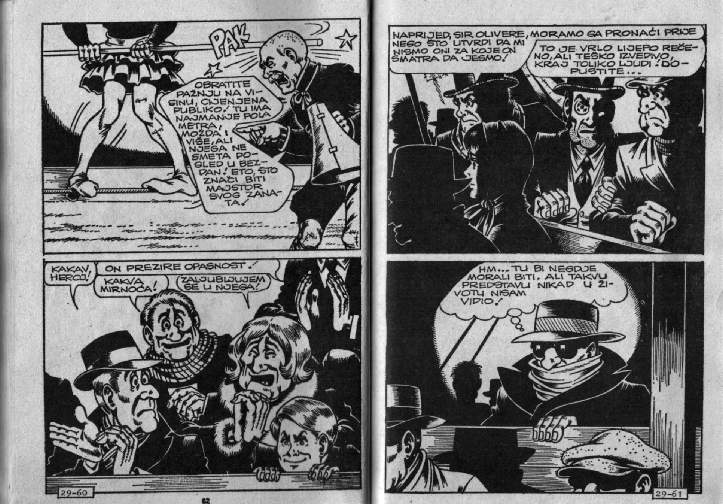 PAK
OBRATITE
PAŽNJU NA VI-
SINU, CIJENJENA
PUBLIKO! TU IMA
NAJMANJE POLA
METRA!
MOŽDA I
VIŠE, ALI
NJEGA NE
SMETA PO-
GLED U BEZ-
DAN! ETO, ŠTO
ZNAČI BITI
MAJSTOR
SVOG ZANA-
TA!
KAKAV
HEROJ!
ON PREZIRE OPASNOST!
KAKVA
MIRNOĆA!
ZALJUBLJUJEM
SE U NJEGA!
29-60
62
NAPRIJED, SIR OLIVERE, MORAMO GA PRONAĆI PRIJE
NEGO ŠTO UTVRDI DA MI
NISMO ONI ZA KOJE ON
SMATRA DA JESMO!
TO JE VRLO LIJEPO REČE-
NO, ALI TEŠKO IZVEDIVO,
KRAJ TOLIKO LJUDI! DO-
PUSTITE...
HM... TU BI NEGDJE
MORALI BITI. ALI TAKVU
PREDSTAVU NIKAD U ŽI-
VOTU NISAM
VIDIO!
29-61